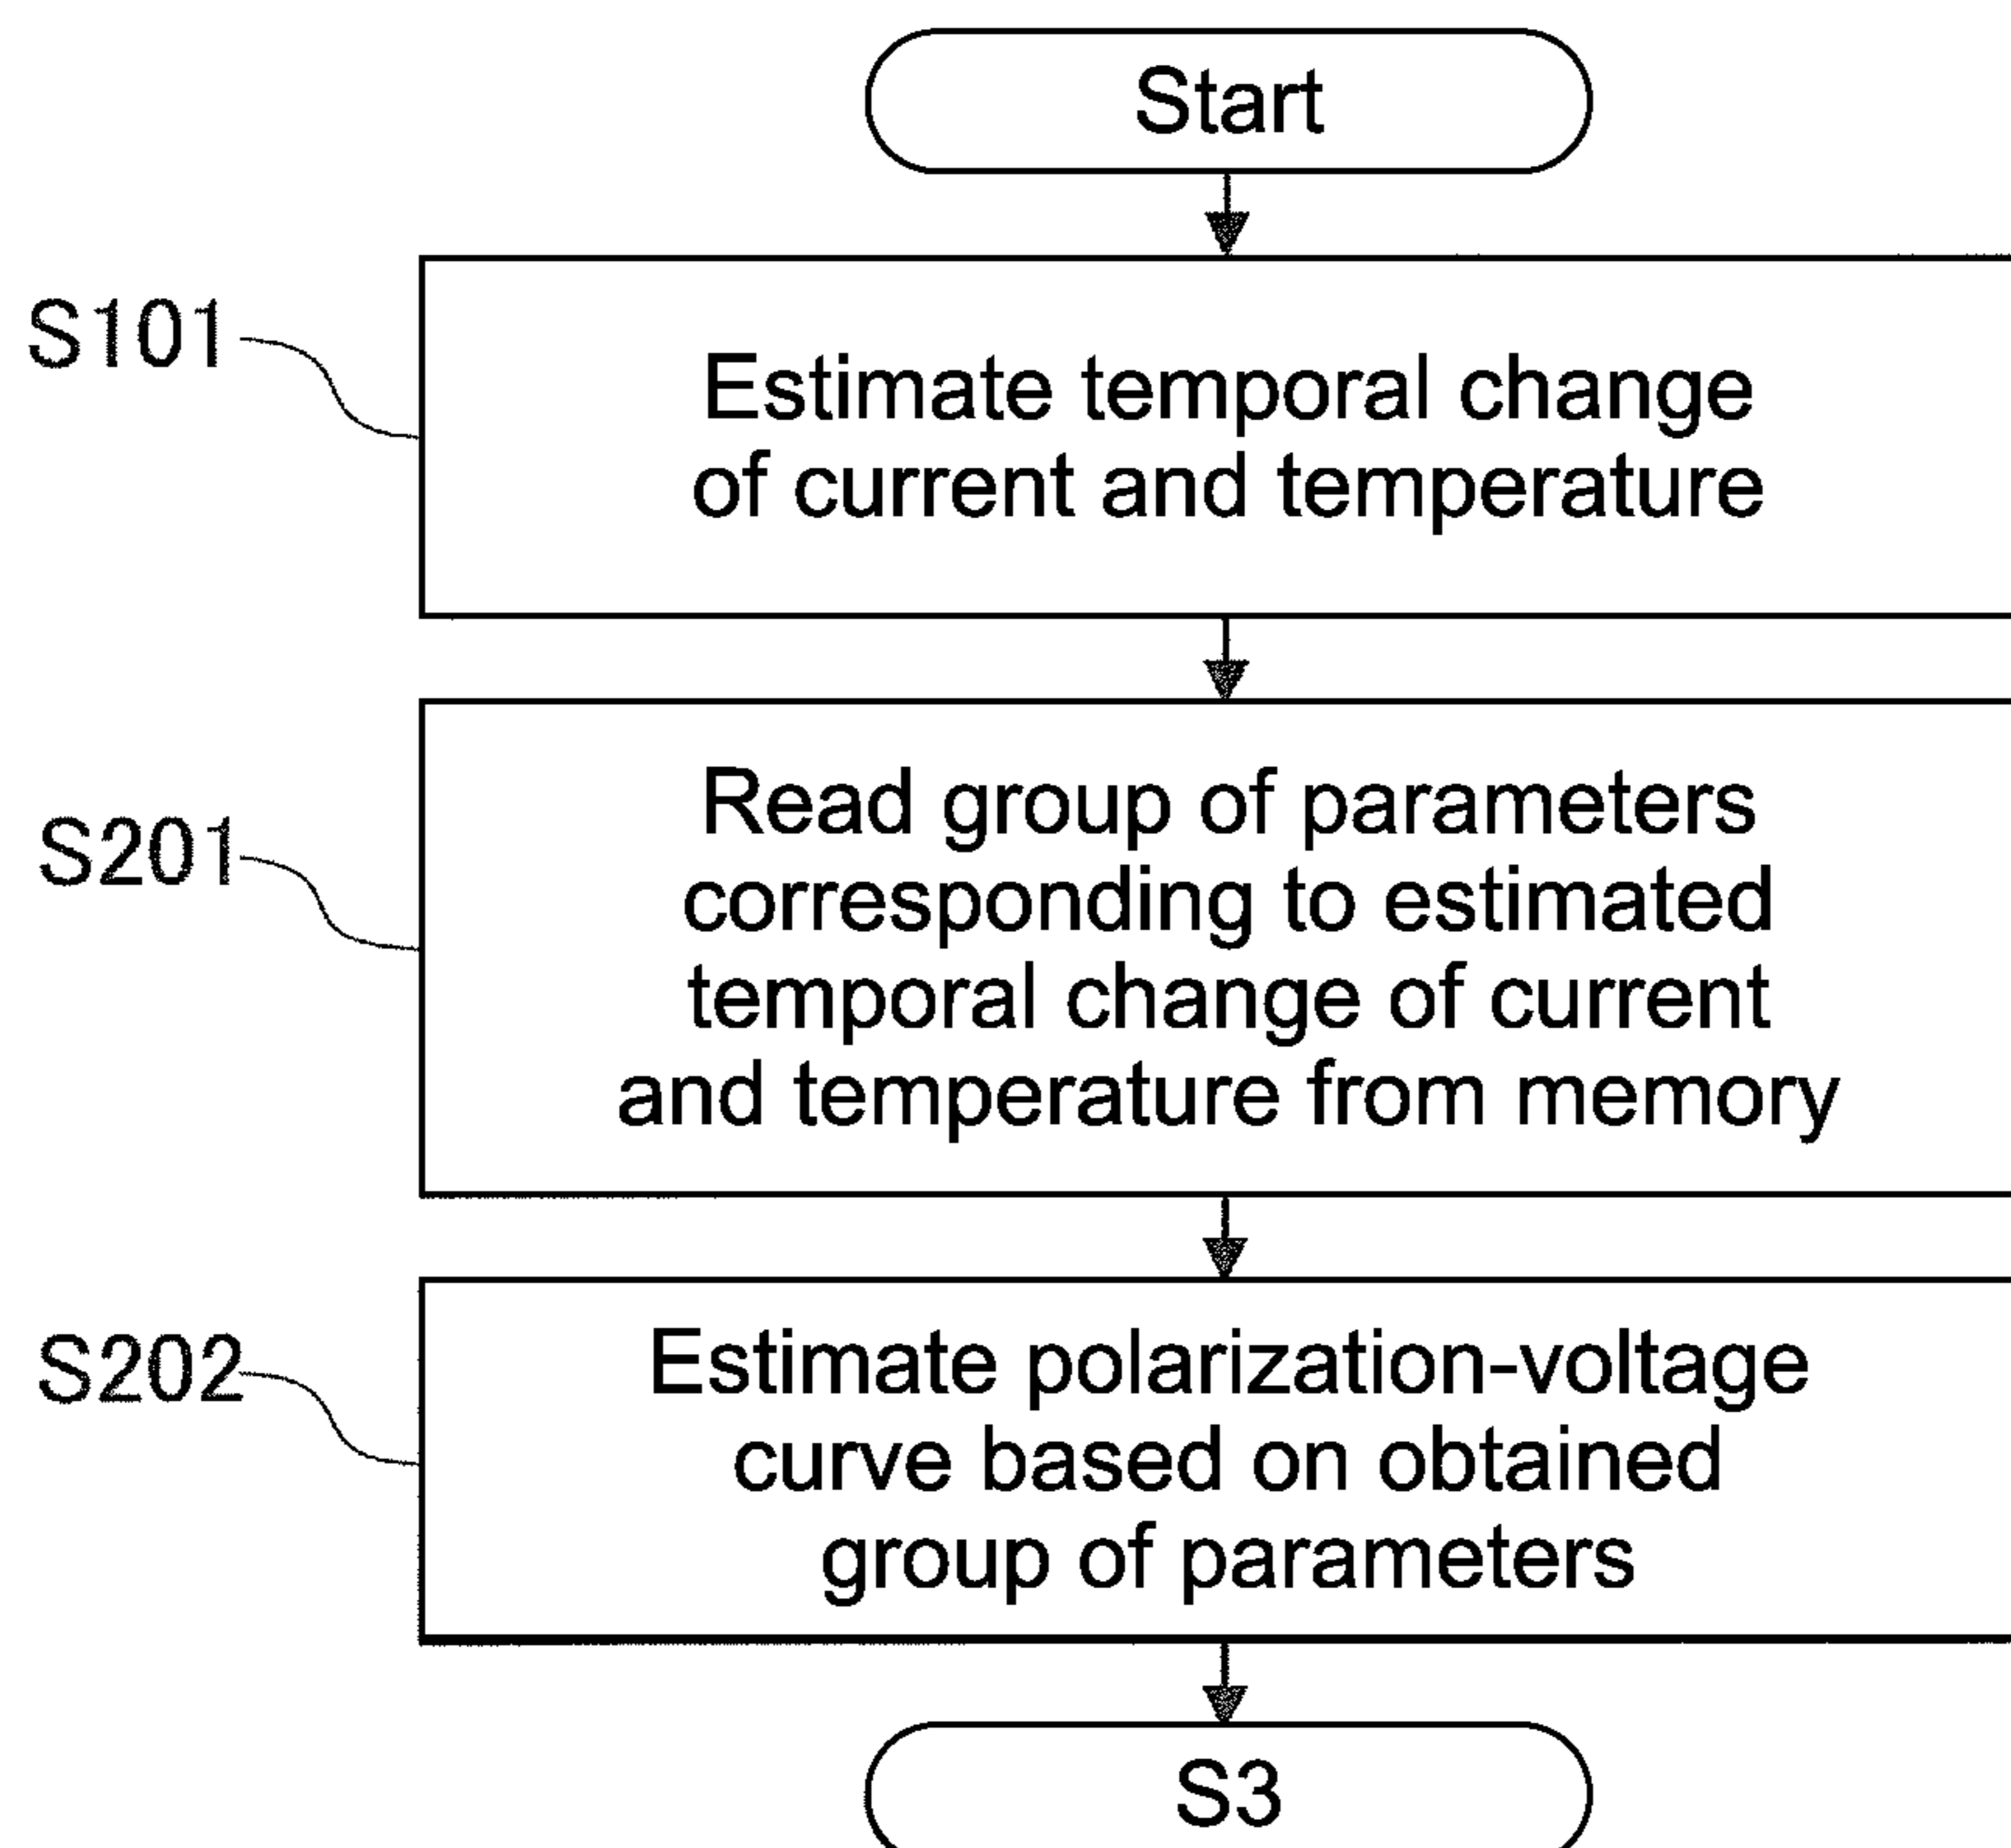 Start
S101
Estimate temporal change
of current and temperature
S201
Read group of parameters
corresponding to estimated
temporal change of current
and temperature from memory
S202
Estimate polarization-voltage
curve based on obtained
group of parameters
S3